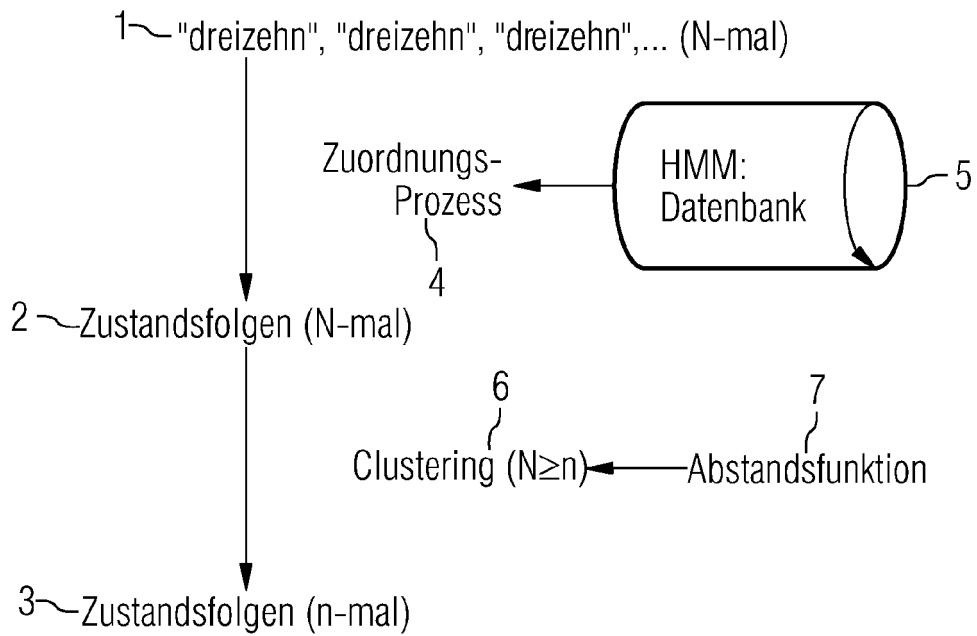 1 "dreizehn", "dreizehn", "dreizehn",... (N-mal)
Zuordnungs-
Prozess
4
HMM:
Datenbank
5
2 Zustandsfolgen (N-mal)
6
7
Clustering (N≥n)
Abstandsfunktion
3 Zustandsfolgen (n-mal)